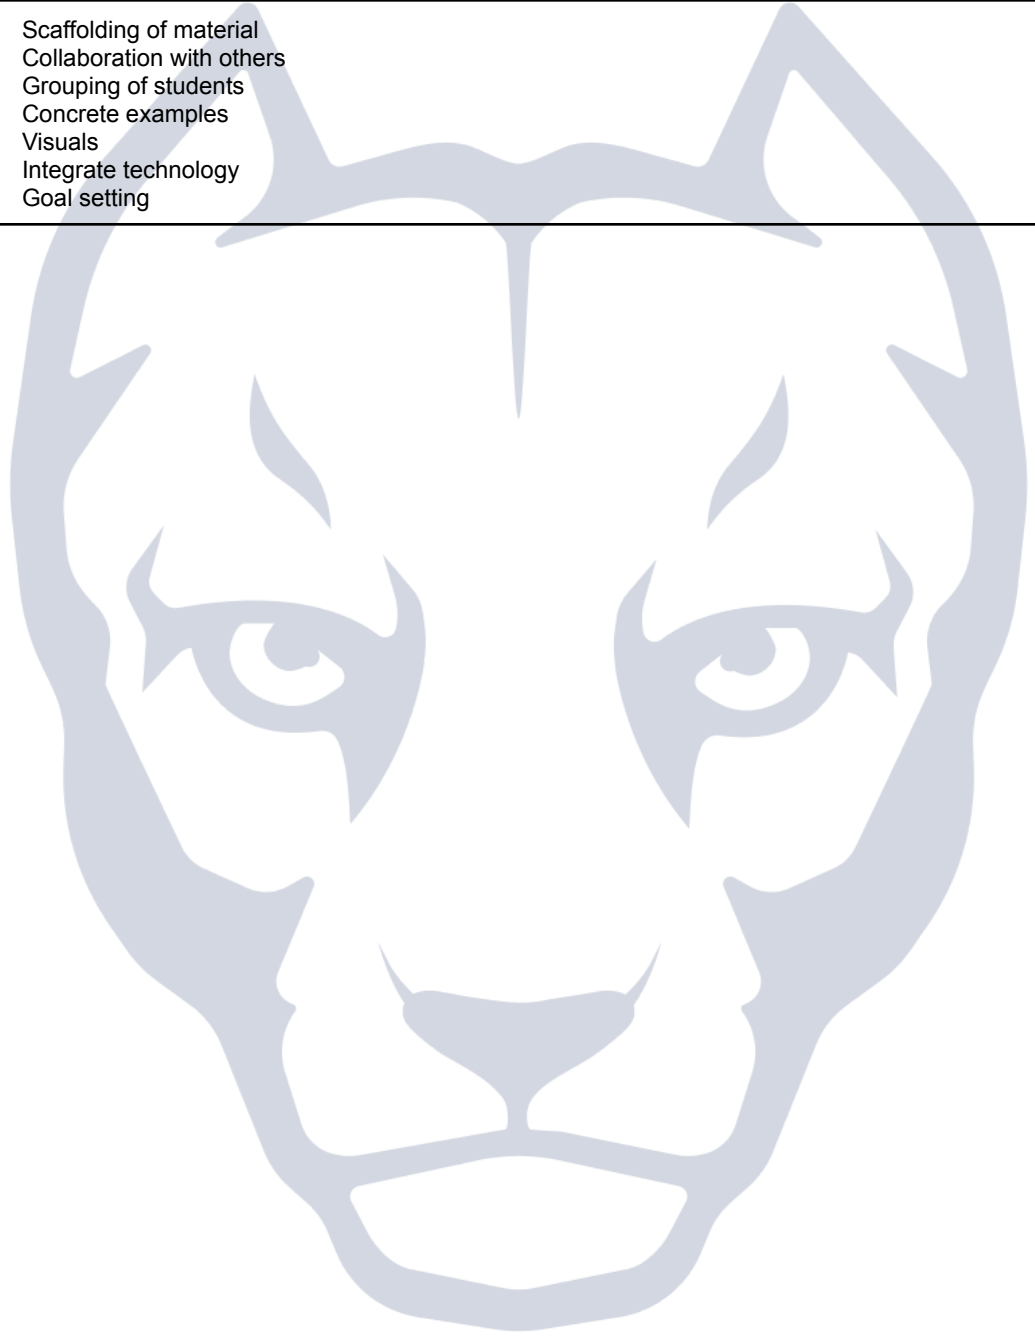 Scaffolding of material
Collaboration with others
Grouping of students
Concrete examples
Visuals
Integrate technology
Goal setting